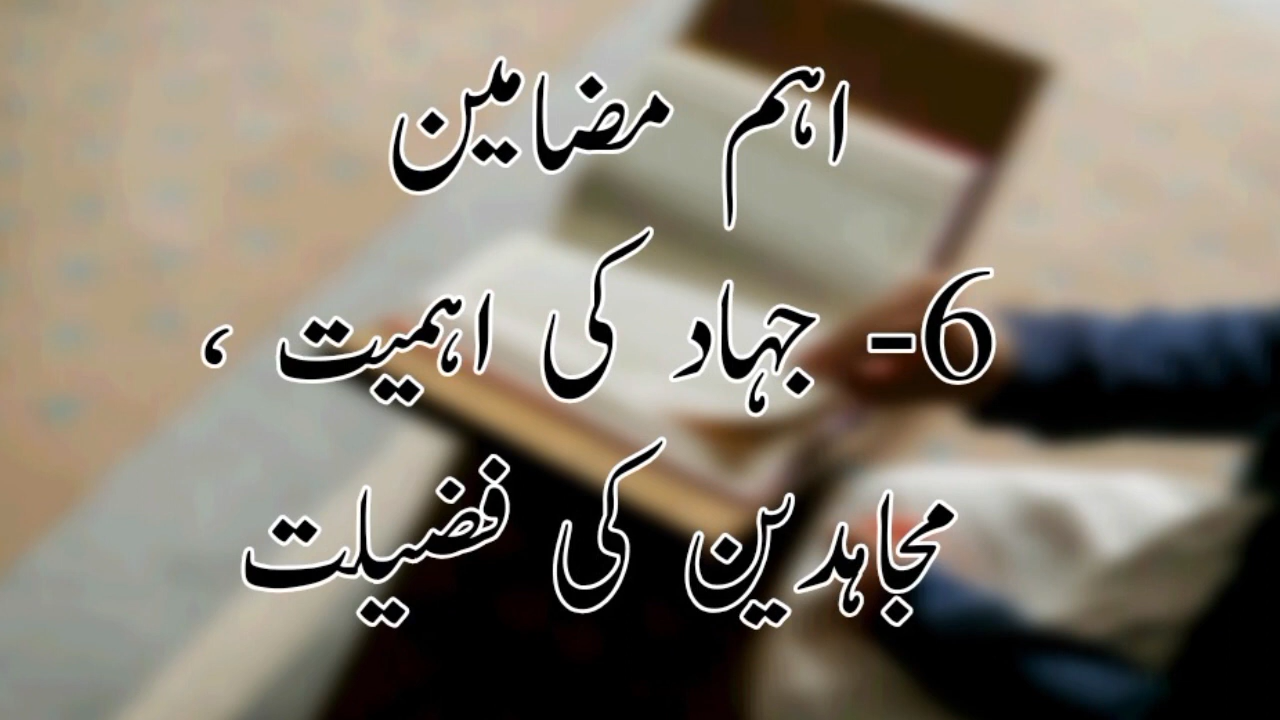 اہم مضامین
6- جہاد کی اہمیت ،
مجاہدین کی فضیلت